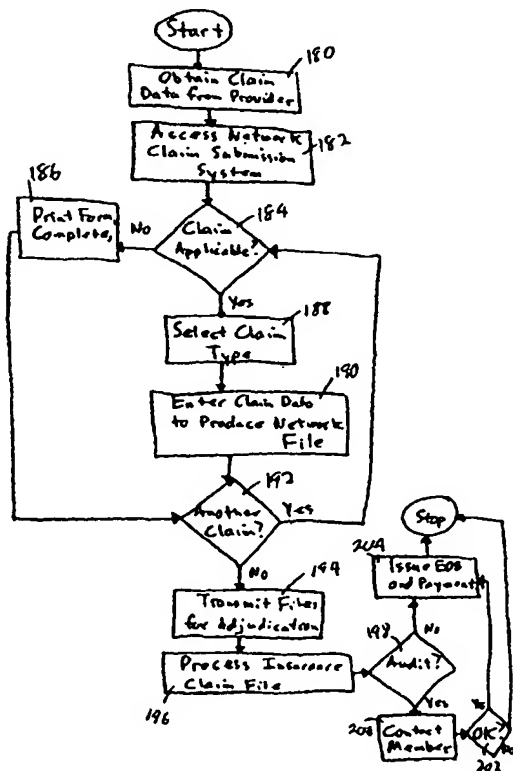 Start
180
Obtain Claim
Data from Provider
Access Network
Claim Submission
System
182
186
Print Form,
Complete,
No
184
Claim
Applicable?
Yes
188
Select Claim
Type
190
Enter Claim Data
to Produce Network
File
192
Another
Claim?
Yes
No
194
Transmit Files
for Adjudication
Process Insurance
Claim File
196
198
Audit?
No
Yes
204
Issue EOB
and Payment
Stop
Contact
Member
OK?
Yes
No
202